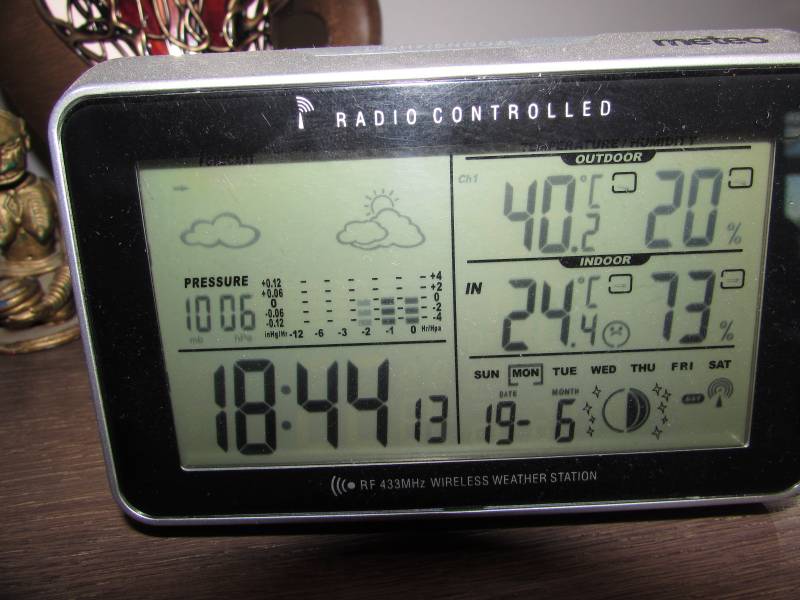 meteo
RADIO CONTROLLED
TEMPERATURE/HUMIDITY
OUTDOOR
Ch1 40.2 °C 20 %
PRESSURE
1006
mb hPa
+0.12 +0.06 0 -0.06 -0.12
+4 +2 0 -2 -4
inHg/Hr -12 -6 -3 -2 -1 0 Hr/Hpa
INDOOR
IN 24.4 °C 73 %
18:44 13
SUN MON TUE WED THU FRI SAT
DATE MONTH
19- 6
RF 433MHz WIRELESS WEATHER STATION